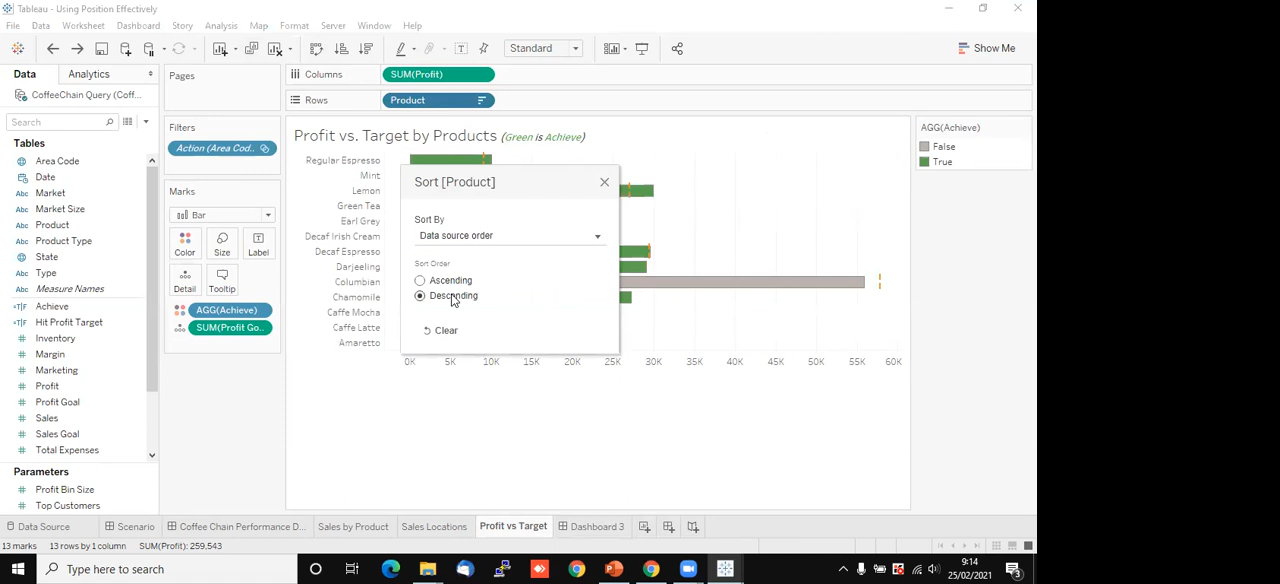 Tableau - Using Position Effectively
File Data Worksheet Dashboard Story Analysis Map Format Server Window Help
Standard
Show Me
Data Analytics
CoffeeChain Query (Coff...
Search
Tables
Area Code
Date
Abc Market
Abc Market Size
Abc Product
Abc Product Type
State
Abc Type
Abc Measure Names
=T|F Achieve
=T|F Hit Profit Target
# Inventory
# Margin
# Marketing
# Profit
# Profit Goal
# Sales
# Sales Goal
# Total Expenses
Parameters
# Profit Bin Size
# Top Customers
Pages
Filters
Action (Area Cod..
Marks
Bar
Color Size Label
Detail Tooltip
AGG(Achieve)
SUM(Profit Go..
Columns SUM(Profit)
Rows Product
Profit vs. Target by Products (Green is Achieve)
Regular Espresso
Mint
Lemon
Green Tea
Earl Grey
Decaf Irish Cream
Decaf Espresso
Darjeeling
Columbian
Chamomile
Caffe Mocha
Caffe Latte
Amaretto
0K 5K 10K 15K 20K 25K 30K 35K 40K 45K 50K 55K 60K
Sort [Product]
Sort By
Data source order
Sort Order
Ascending
Descending
Clear
AGG(Achieve)
False
True
Data Source Scenario Coffee Chain Performance D... Sales by Product Sales Locations Profit vs Target Dashboard 3
13 marks 13 rows by 1 column SUM(Profit): 259,543
Type here to search
9:14
25/02/2021
3